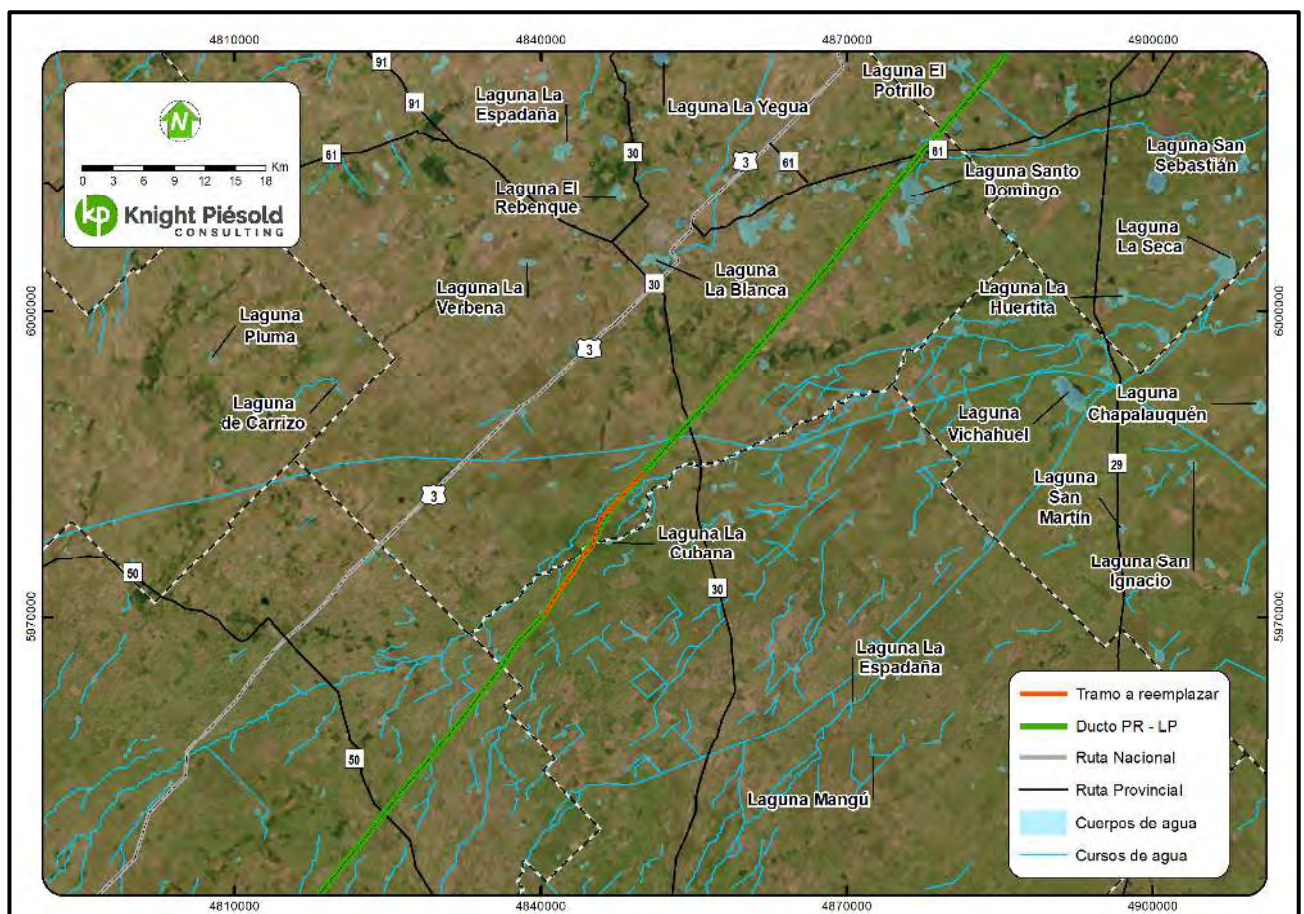 4810000
4840000
4870000
4900000
N
Km
0 3 6 9 12 15 18
kp Knight Piésold
CONSULTING
91
91
61
Laguna La
Espadaña
30
Laguna La Yegua
Laguna El
Potrillo
3
61
61
Laguna San
Sebastián
Laguna El
Rebenque
Laguna Santo
Domingo
Laguna
La Seca
Laguna La
Verbena
30
Laguna
La Blanca
Laguna La
Huertita
6000000
6000000
Laguna
Pluma
3
Laguna
de Carrizo
Laguna
Vichahuel
Laguna
Chapalauquén
3
29
Laguna
San
Martín
Laguna La
Cubana
50
30
Laguna San
Ignacio
5970000
5970000
Laguna La
Espadaña
50
Laguna Mangú
Tramo a reemplazar
Ducto PR - LP
Ruta Nacional
Ruta Provincial
Cuerpos de agua
Cursos de agua
4810000
4840000
4870000
4900000